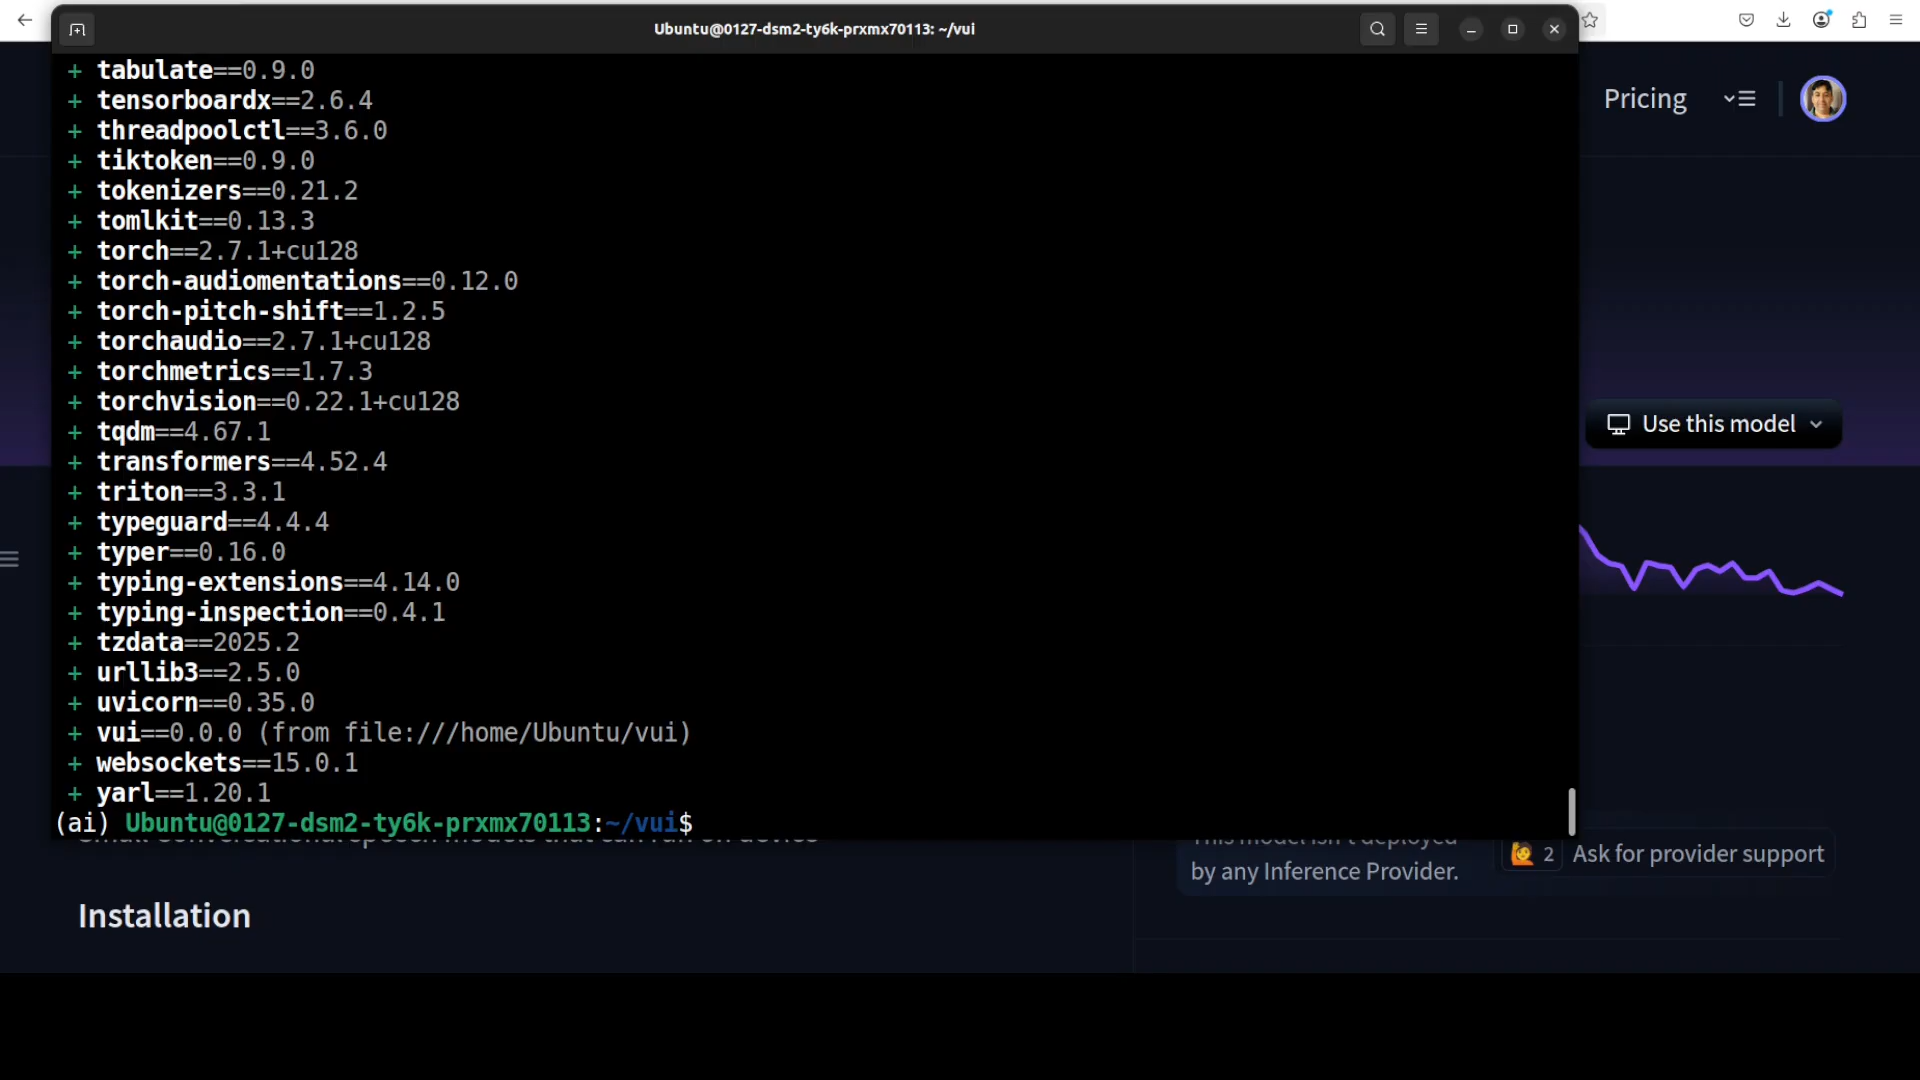 Ubuntu@0127-dsm2-ty6k-prxmx70113: ~/vui
+ tabulate==0.9.0
+ tensorboardx==2.6.4
+ threadpoolctl==3.6.0
+ tiktoken==0.9.0
+ tokenizers==0.21.2
+ tomlkit==0.13.3
+ torch==2.7.1+cu128
+ torch-audiomentations==0.12.0
+ torch-pitch-shift==1.2.5
+ torchaudio==2.7.1+cu128
+ torchmetrics==1.7.3
+ torchvision==0.22.1+cu128
+ tqdm==4.67.1
+ transformers==4.52.4
+ triton==3.3.1
+ typeguard==4.4.4
+ typer==0.16.0
+ typing-extensions==4.14.0
+ typing-inspection==0.4.1
+ tzdata==2025.2
+ urllib3==2.5.0
+ uvicorn==0.35.0
+ vui==0.0.0 (from file:///home/Ubuntu/vui)
+ websockets==15.0.1
+ yarl==1.20.1
(ai) Ubuntu@0127-dsm2-ty6k-prxmx70113:~/vui$
Pricing
Use this model
This model isn't deployed
by any Inference Provider.
2 Ask for provider support
Installation